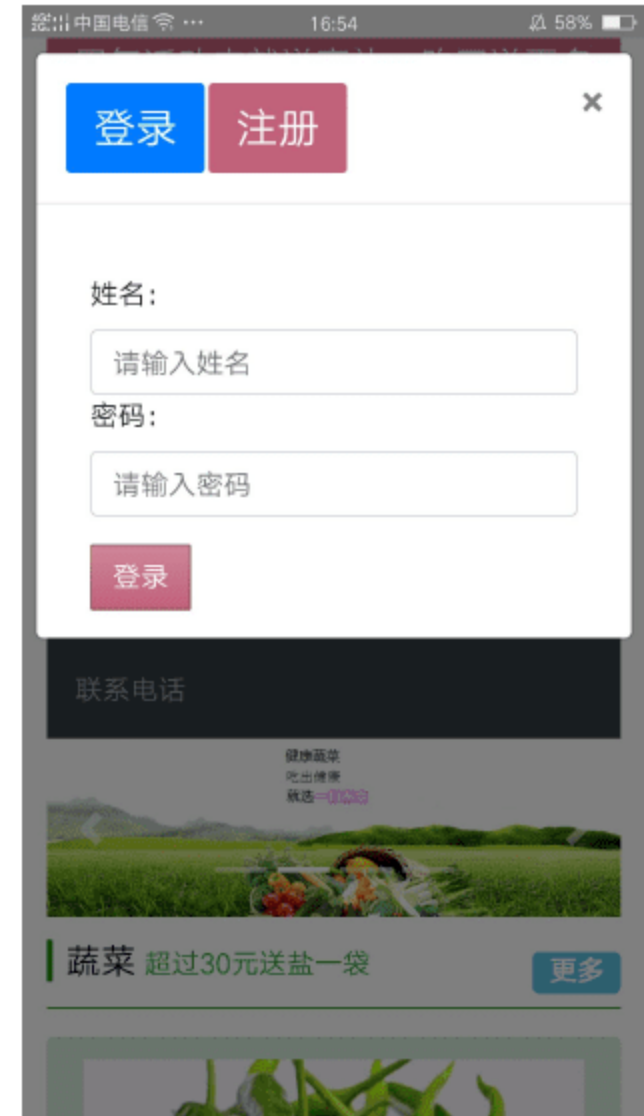 中国电信 16:54 58%
登录 注册 ×
姓名:
请输入姓名
密码:
请输入密码
登录
联系电话
健康蔬菜
吃出健康
就选
蔬菜 超过30元送盐一袋 更多